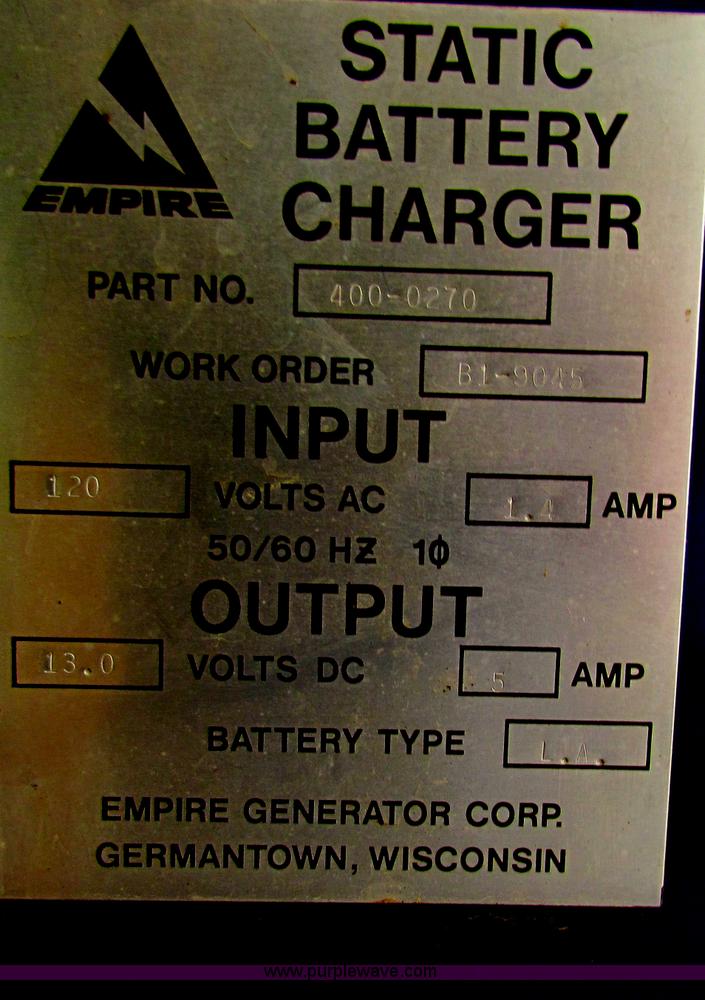 STATIC
BATTERY
CHARGER
EMPIRE
PART NO. 400-0270
WORK ORDER B1-9045
INPUT
120 VOLTS AC 1.4 AMP
50/60 HZ 1ϕ
OUTPUT
13.0 VOLTS DC 5 AMP
BATTERY TYPE L.A.
EMPIRE GENERATOR CORP.
GERMANTOWN, WISCONSIN
www.purplewave.com